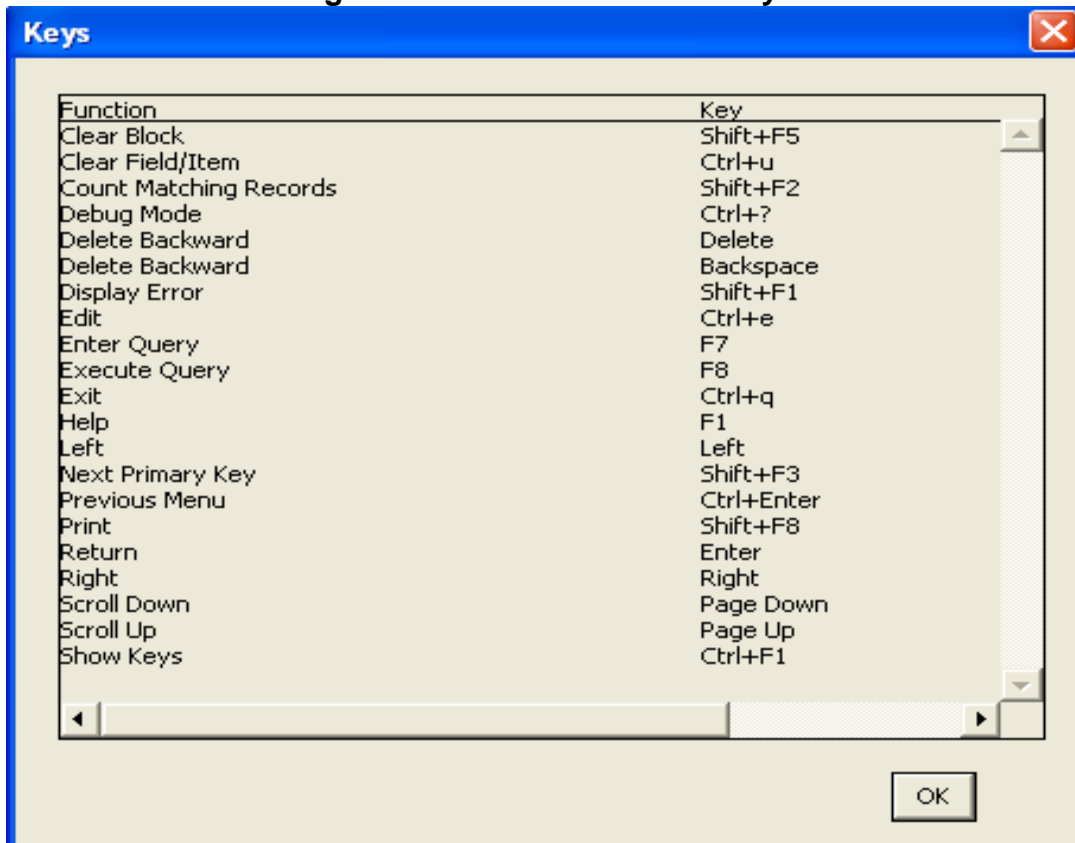 Keys
Function Key
Clear Block Shift+F5
Clear Field/Item Ctrl+u
Count Matching Records Shift+F2
Debug Mode Ctrl+?
Delete Backward Delete
Delete Backward Backspace
Display Error Shift+F1
Edit Ctrl+e
Enter Query F7
Execute Query F8
Exit Ctrl+q
Help F1
Left Left
Next Primary Key Shift+F3
Previous Menu Ctrl+Enter
Print Shift+F8
Return Enter
Right Right
Scroll Down Page Down
Scroll Up Page Up
Show Keys Ctrl+F1
OK